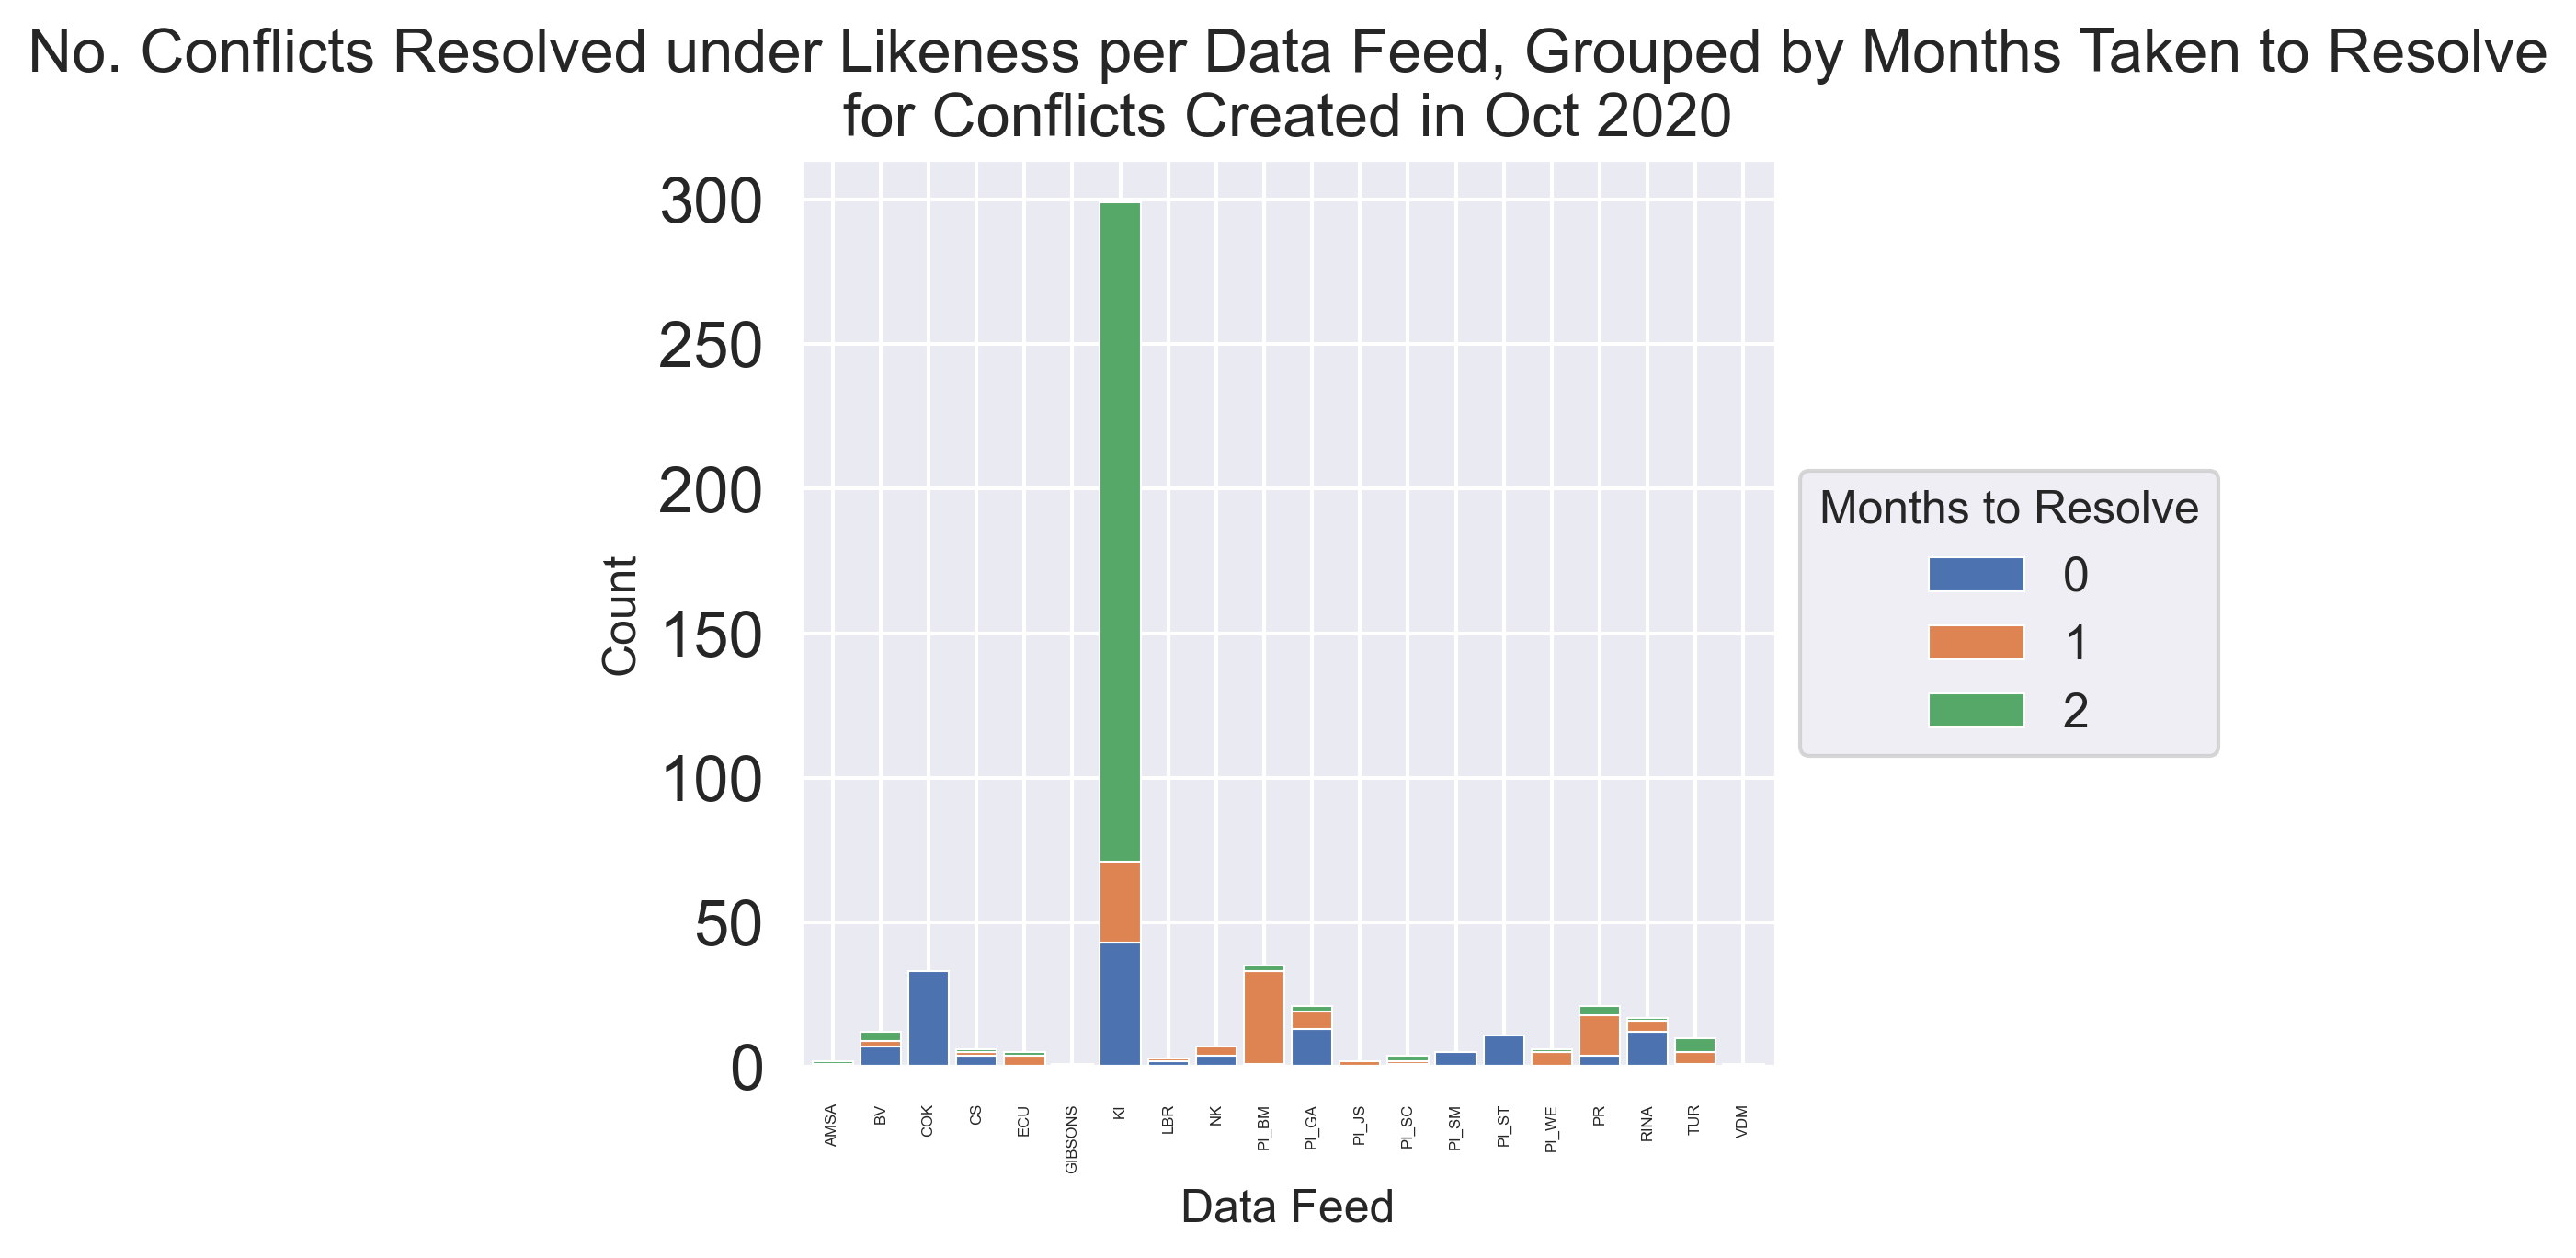 No. Conflicts Resolved under Likeness per Data Feed, Grouped by Months Taken to Resolve
for Conflicts Created in Oct 2020
300
250
200
150
100
50
0
Count
AMSA
BV
COK
CS
ECU
GIBSONS
KI
LBR
NK
PI_BM
PI_GA
PI_JS
PI_SC
PI_SM
PI_ST
PI_WE
PR
RINA
TUR
VDM
Data Feed
Months to Resolve
0
1
2